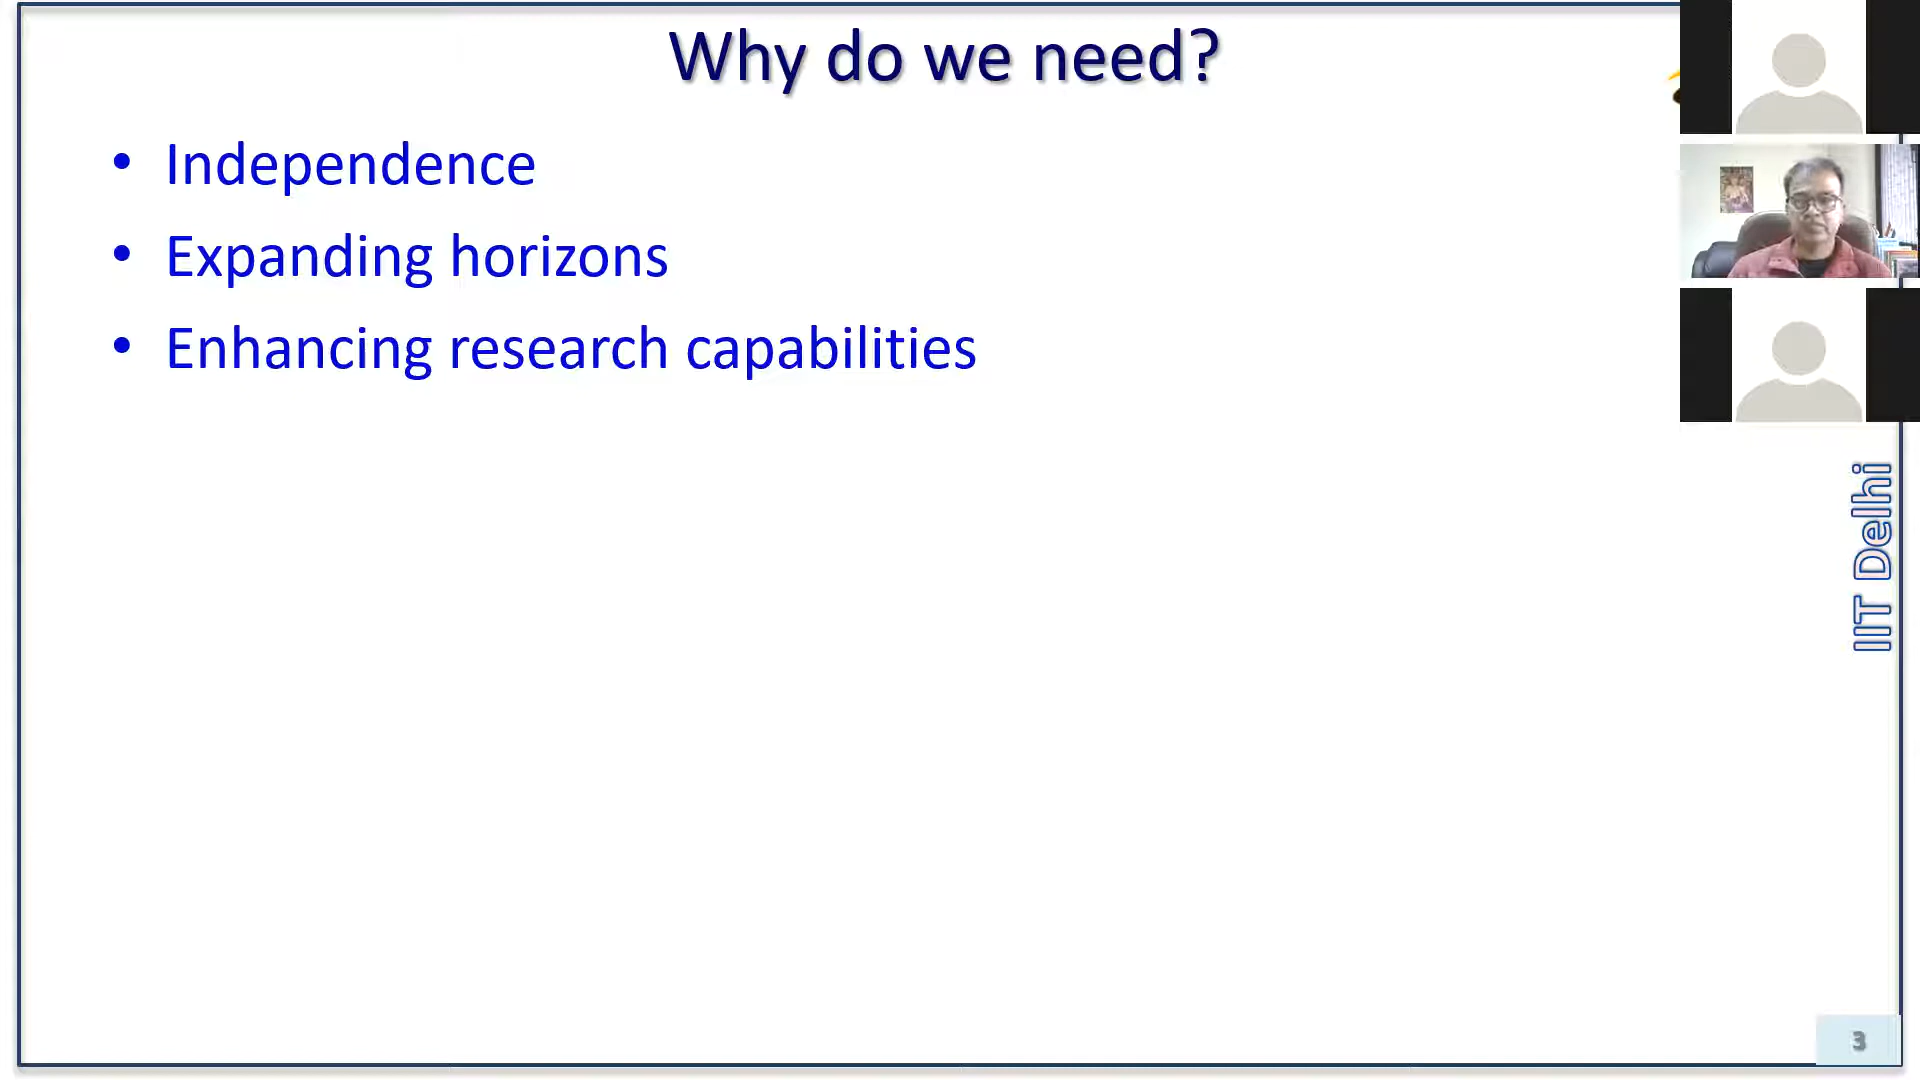 Why do we need?
• Independence
• Expanding horizons
• Enhancing research capabilities
IIT Delhi
3